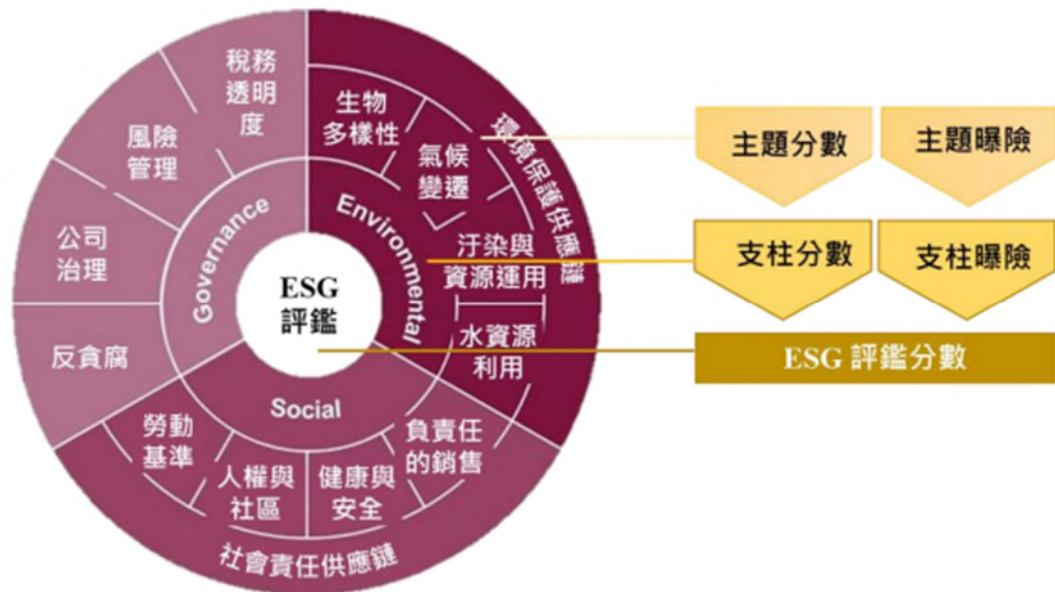 稅務
透明
度
風險
管理
公司
治理
反貪腐
Governance
生物
多樣性
氣候
變遷
汙染與
資源運用
水資源
利用
環境保護供應鏈
Environmental
ESG
評鑑
Social
勞動
基準
人權與
社區
健康與
安全
負責任
的銷售
社會責任供應鏈
主題分數
主題曝險
支柱分數
支柱曝險
ESG 評鑑分數